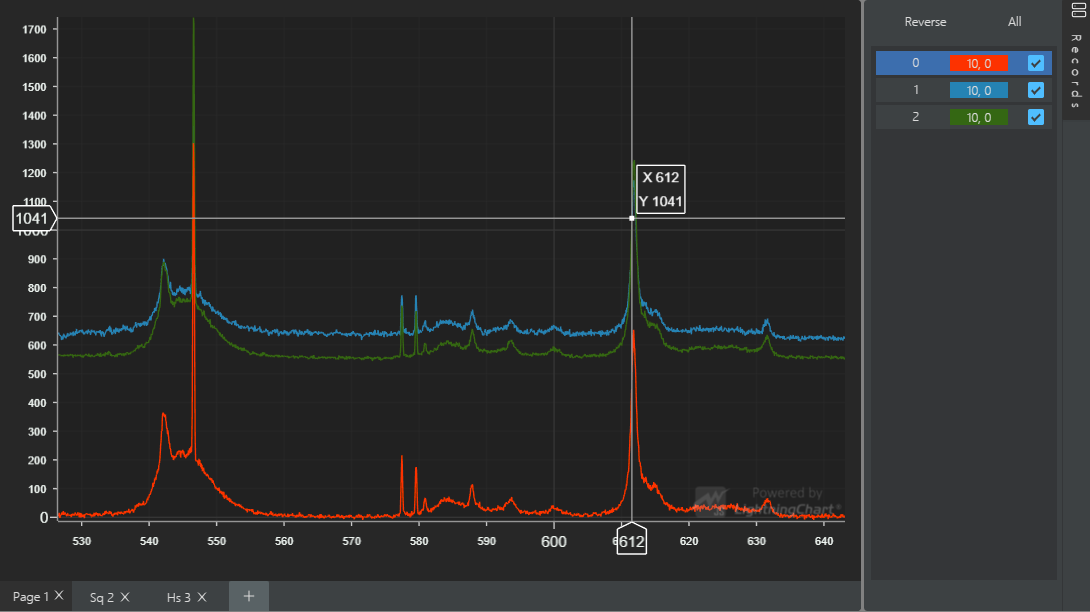 1700
1600
1500
1400
1300
1200
1100
1041
1000
900
800
700
600
500
400
300
200
100
0
X 612
Y 1041
530
540
550
560
570
580
590
600
612
620
630
640
Powered by
LightningChart®
Page 1 ✕
Sq 2 ✕
Hs 3 ✕
+
Reverse All
0 10, 0
1 10, 0
2 10, 0
Records